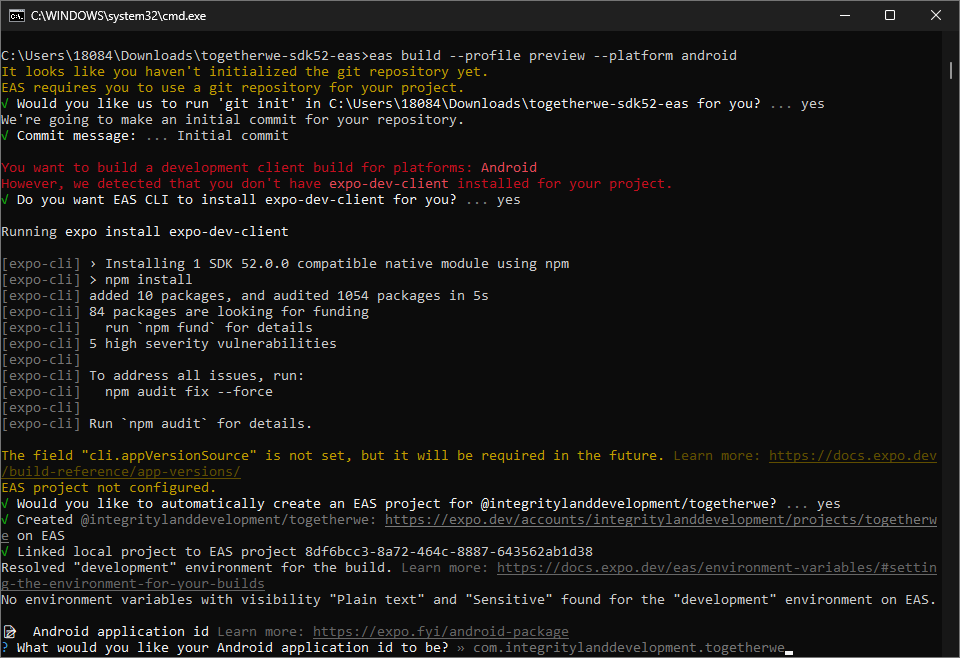 C:\WINDOWS\system32\cmd.exe
C:\Users\18084\Downloads\togetherwe-sdk52-eas>eas build --profile preview --platform android
It looks like you haven't initialized the git repository yet.
EAS requires you to use a git repository for your project.
√ Would you like us to run 'git init' in C:\Users\18084\Downloads\togetherwe-sdk52-eas for you? ... yes
We're going to make an initial commit for your repository.
√ Commit message: ... Initial commit
You want to build a development client build for platforms: Android
However, we detected that you don't have expo-dev-client installed for your project.
√ Do you want EAS CLI to install expo-dev-client for you? ... yes
Running expo install expo-dev-client
[expo-cli] › Installing 1 SDK 52.0.0 compatible native module using npm
[expo-cli] > npm install
[expo-cli] added 10 packages, and audited 1054 packages in 5s
[expo-cli] 84 packages are looking for funding
[expo-cli]   run `npm fund` for details
[expo-cli] 5 high severity vulnerabilities
[expo-cli]
[expo-cli] To address all issues, run:
[expo-cli]   npm audit fix --force
[expo-cli]
[expo-cli] Run `npm audit` for details.
The field "cli.appVersionSource" is not set, but it will be required in the future. Learn more: https://docs.expo.dev
/build-reference/app-versions/
EAS project not configured.
√ Would you like to automatically create an EAS project for @integritylanddevelopment/togetherwe? ... yes
√ Created @integritylanddevelopment/togetherwe: https://expo.dev/accounts/integritylanddevelopment/projects/togetherw
e on EAS
√ Linked local project to EAS project 8df6bcc3-8a72-464c-8887-643562ab1d38
Resolved "development" environment for the build. Learn more: https://docs.expo.dev/eas/environment-variables/#settin
g-the-environment-for-your-builds
No environment variables with visibility "Plain text" and "Sensitive" found for the "development" environment on EAS.
📝  Android application id Learn more: https://expo.fyi/android-package
? What would you like your Android application id to be? » com.integritylanddevelopment.togetherwe